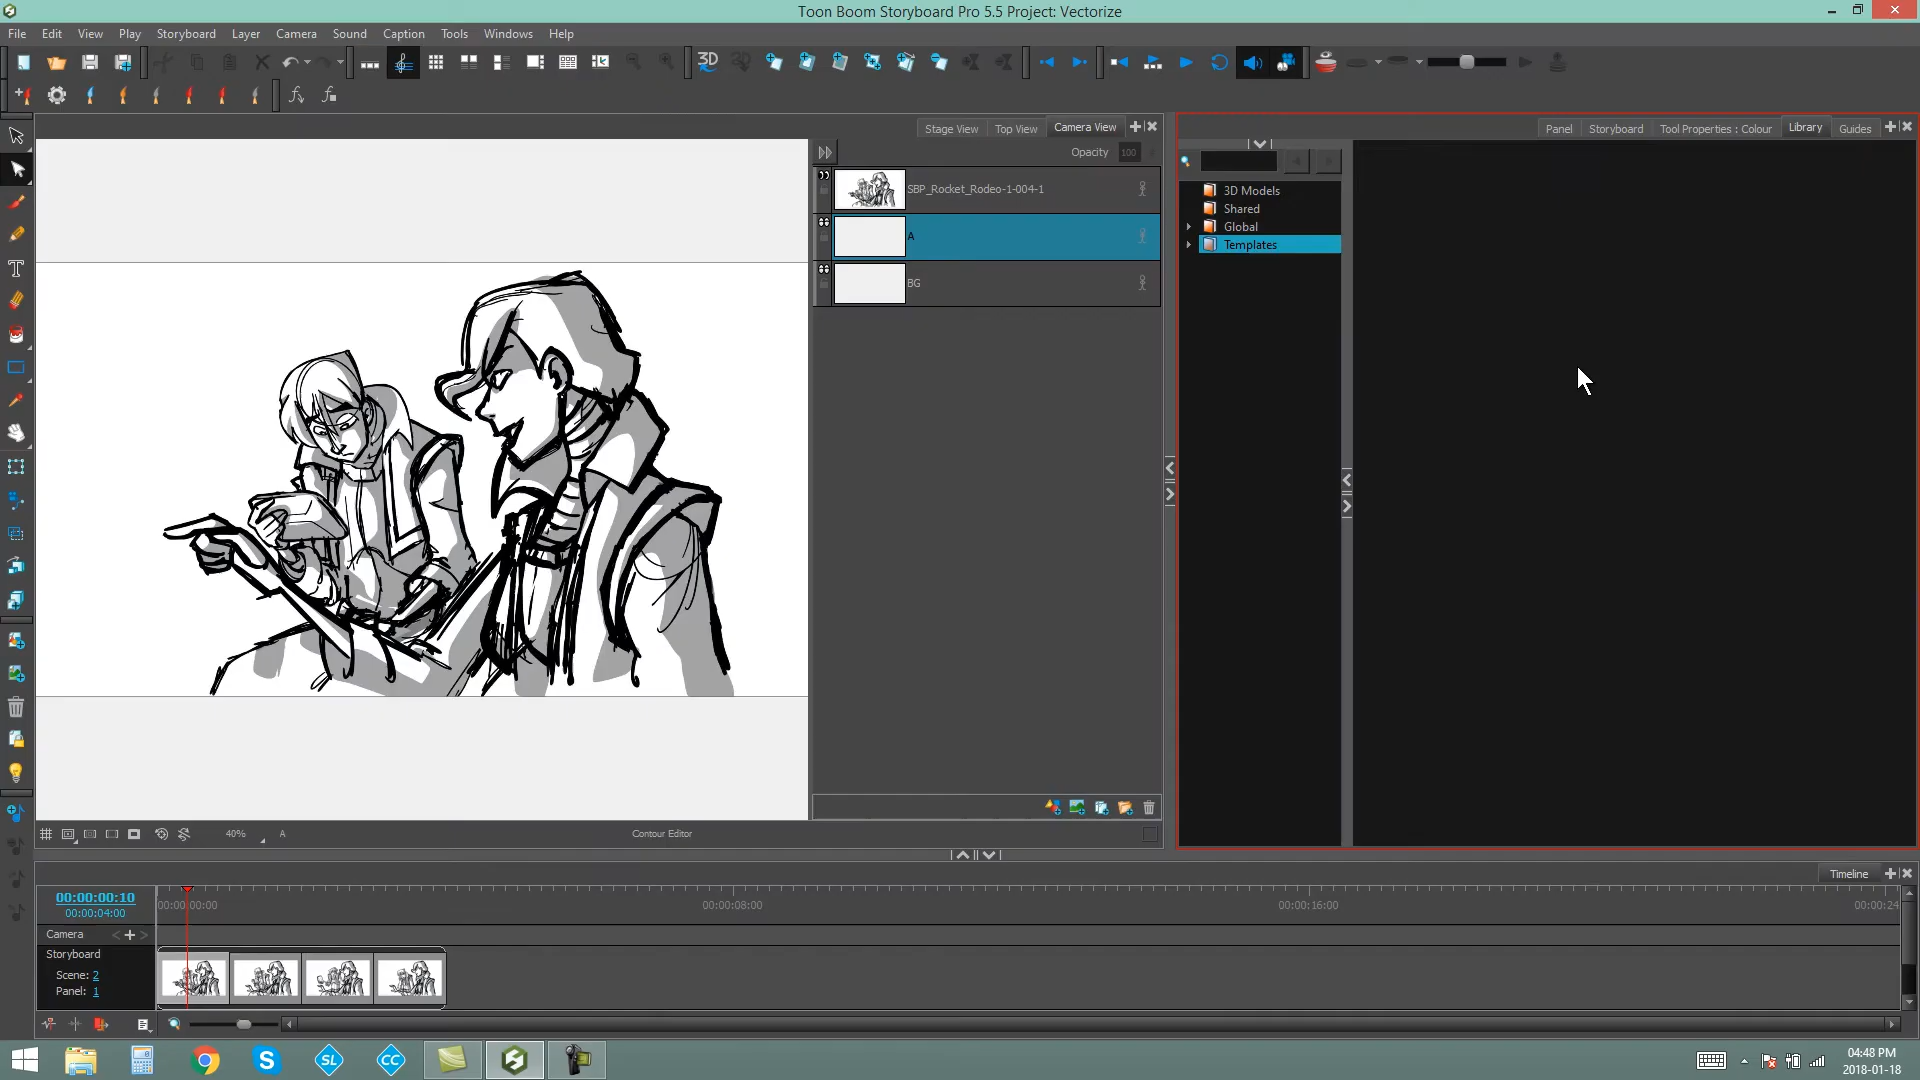 Toon Boom Storyboard Pro 5.5 Project: Vectorize
File Edit View Play Storyboard Layer Camera Sound Caption Tools Windows Help
3D
Stage View Top View Camera View
Panel Storyboard Tool Properties : Colour Library Guides
Opacity 100
SBP_Rocket_Rodeo-1-004-1
A
BG
3D Models
Shared
Global
Templates
40% A Contour Editor
Timeline
00:00:00:10
00:00:04:00
00:00:00:00 00:00:08:00 00:00:16:00 00:00:24
Camera
Storyboard
Scene: 2
Panel: 1
S SL CC
04:48 PM
2018-01-18